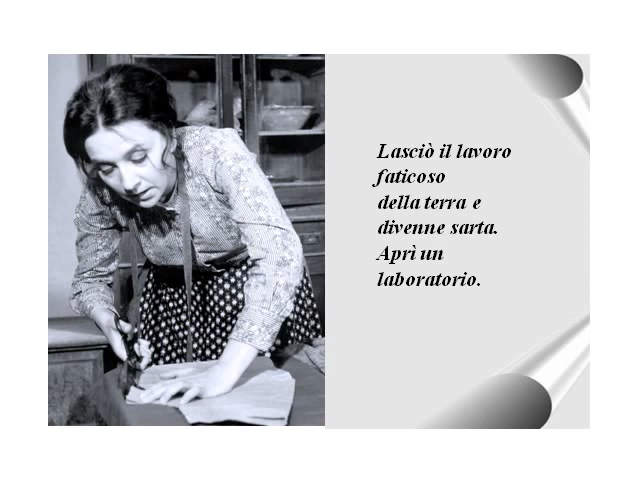 Lasciò il lavoro
faticoso
della terra e
divenne sarta.
Aprì un
laboratorio.